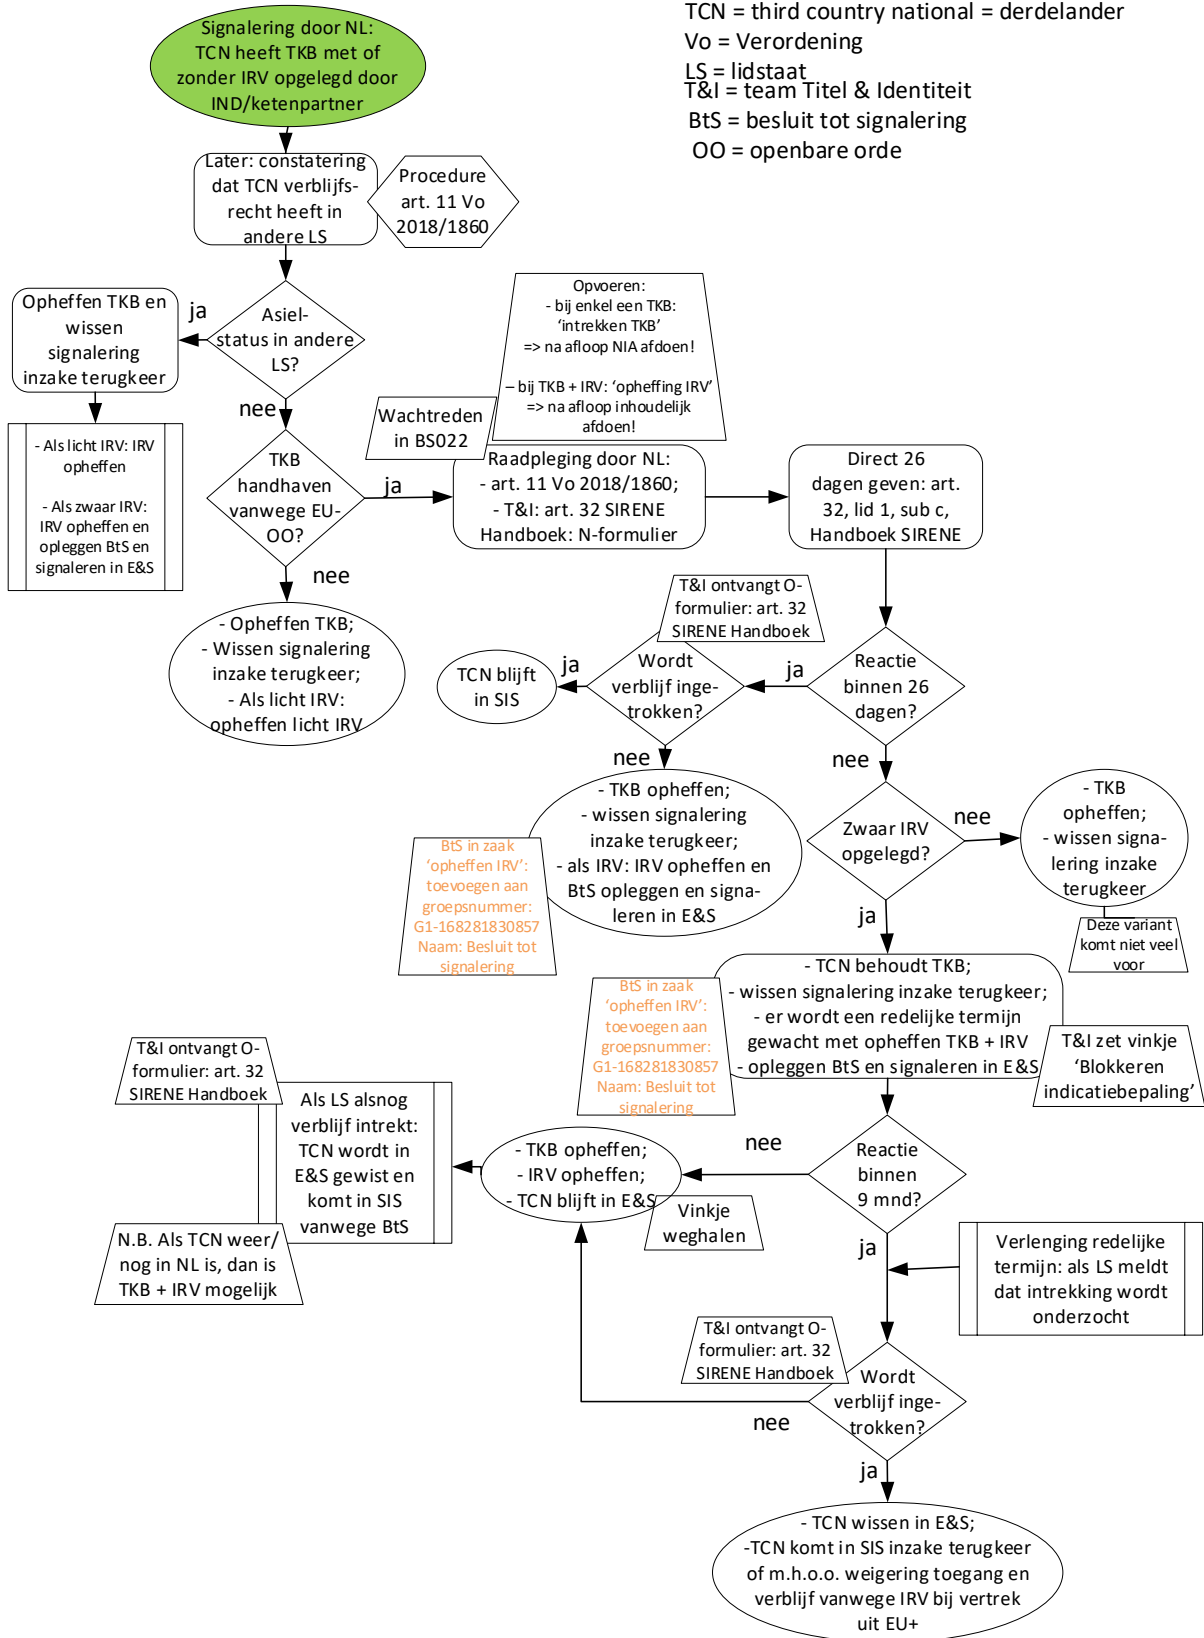 Signalering door NL:
TCN heeft TKB met of
zonder IRV opgelegd door
IND/ketenpartner
TCN = third country national = derdelander
Vo = Verordening
LS = lidstaat
T&I = team Titel & Identiteit
BtS = besluit tot signalering
OO = openbare orde
Later: constatering
dat TCN verblijfs-
recht heeft in
andere LS
Procedure
art. 11 Vo
2018/1860
Asiel-
status in andere
LS?
ja
Opheffen TKB en
wissen
signalering
inzake terugkeer
- Als licht IRV: IRV
opheffen
- Als zwaar IRV:
IRV opheffen en
opleggen BtS en
signaleren in E&S
nee
TKB
handhaven
vanwege EU-
OO?
nee
- Opheffen TKB;
- Wissen signalering
inzake terugkeer;
- Als licht IRV:
opheffen licht IRV
ja
Wachtreden
in BS022
Opvoeren:
- bij enkel een TKB:
‘intrekken TKB’
=> na afloop NIA afdoen!
– bij TKB + IRV: ‘opheffing IRV’
=> na afloop inhoudelijk
afdoen!
Raadpleging door NL:
- art. 11 Vo 2018/1860;
- T&I: art. 32 SIRENE
Handboek: N-formulier
Direct 26
dagen geven: art.
32, lid 1, sub c,
Handboek SIRENE
Reactie
binnen 26
dagen?
ja
T&I ontvangt O-
formulier: art. 32
SIRENE Handboek
Wordt
verblijf inge-
trokken?
ja
TCN blijft
in SIS
nee
- TKB opheffen;
- wissen signalering
inzake terugkeer;
- als IRV: IRV opheffen en
BtS opleggen en signa-
leren in E&S
BtS in zaak
‘opheffen IRV’:
toevoegen aan
groepsnummer:
G1-168281830857
Naam: Besluit tot
signalering
nee
Zwaar IRV
opgelegd?
nee
- TKB
opheffen;
- wissen signa-
lering inzake
terugkeer
Deze variant
komt niet veel
voor
ja
- TCN behoudt TKB;
- wissen signalering inzake terugkeer;
- er wordt een redelijke termijn
gewacht met opheffen TKB + IRV
- opleggen BtS en signaleren in E&S
BtS in zaak
‘opheffen IRV’:
toevoegen aan
groepsnummer:
G1-168281830857
Naam: Besluit tot
signalering
T&I zet vinkje
‘Blokkeren
indicatiebepaling’
Reactie
binnen
9 mnd?
nee
- TKB opheffen;
- IRV opheffen;
- TCN blijft in E&S
Vinkje
weghalen
T&I ontvangt O-
formulier: art. 32
SIRENE Handboek
Als LS alsnog
verblijf intrekt:
TCN wordt in
E&S gewist en
komt in SIS
vanwege BtS
N.B. Als TCN weer/
nog in NL is, dan is
TKB + IRV mogelijk
ja
Verlenging redelijke
termijn: als LS meldt
dat intrekking wordt
onderzocht
T&I ontvangt O-
formulier: art. 32
SIRENE Handboek
Wordt
verblijf inge-
trokken?
nee
ja
- TCN wissen in E&S;
-TCN komt in SIS inzake terugkeer
of m.h.o.o. weigering toegang en
verblijf vanwege IRV bij vertrek
uit EU+